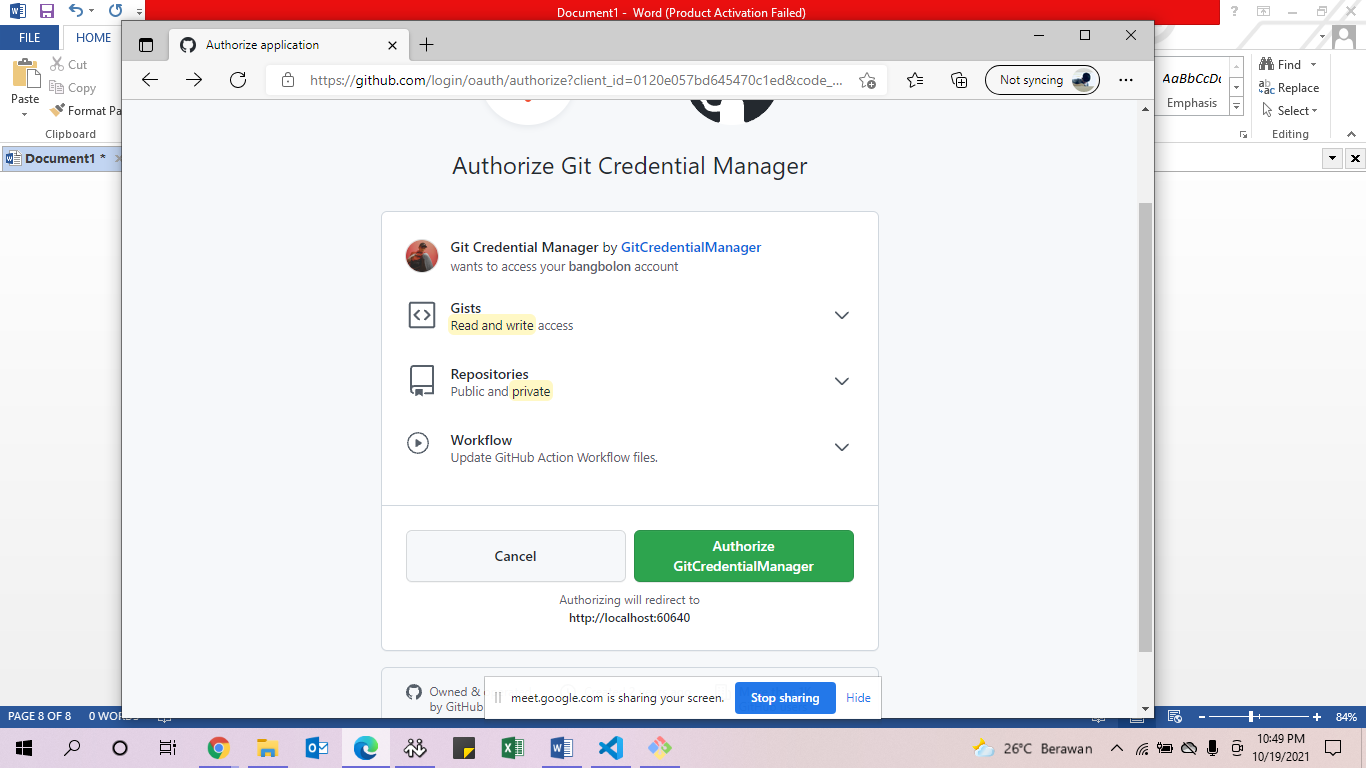 Document1 - Word (Product Activation Failed)
FILE
HOME
Cut
Copy
Format Pa
Paste
Clipboard
Document1 *
Authorize application
https://github.com/login/oauth/authorize?client_id=0120e057bd645470c1ed&code_...
Not syncing
AaBbCcDc
Emphasis
Find
Replace
Select
Editing
Authorize Git Credential Manager
Git Credential Manager by GitCredentialManager
wants to access your bangbolon account
Gists
Read and write access
Repositories
Public and private
Workflow
Update GitHub Action Workflow files.
Cancel
Authorize
GitCredentialManager
Authorizing will redirect to
http://localhost:60640
Owned &
by GitHub
meet.google.com is sharing your screen.
Stop sharing
Hide
PAGE 8 OF 8
0 WORDS
84%
26°C Berawan
10:49 PM
10/19/2021